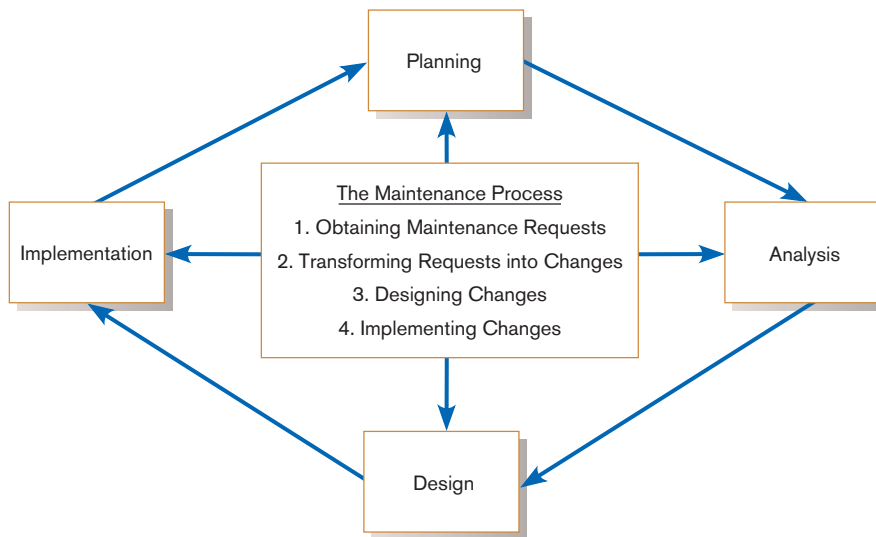 Planning
The Maintenance Process
1. Obtaining Maintenance Requests
2. Transforming Requests into Changes
3. Designing Changes
4. Implementing Changes
Implementation
Analysis
Design